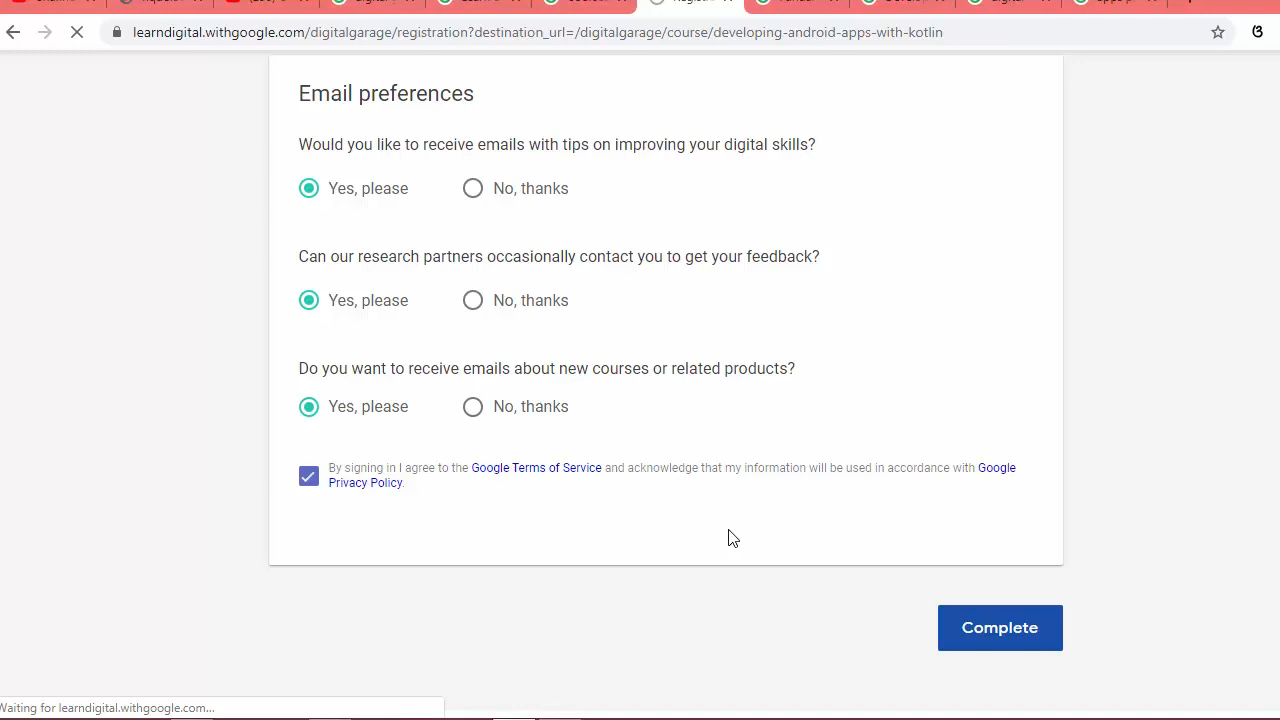 learndigital.withgoogle.com/digitalgarage/registration?destination_url=/digitalgarage/course/developing-android-apps-with-kotlin
Email preferences
Would you like to receive emails with tips on improving your digital skills?
Yes, please No, thanks
Can our research partners occasionally contact you to get your feedback?
Yes, please No, thanks
Do you want to receive emails about new courses or related products?
Yes, please No, thanks
By signing in I agree to the Google Terms of Service and acknowledge that my information will be used in accordance with Google
Privacy Policy.
Complete
Waiting for learndigital.withgoogle.com...